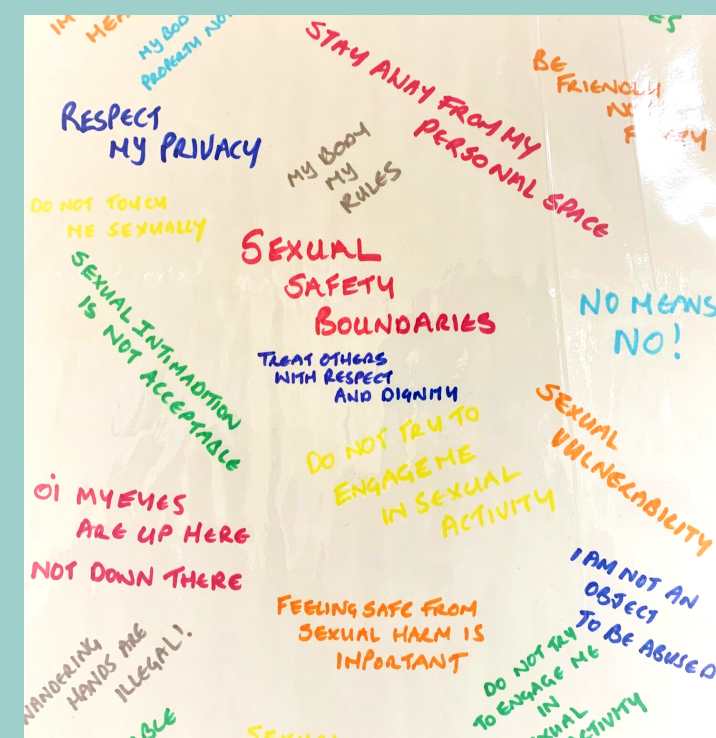 MY BODY
PROPERTY
STAY AWAY FROM MY
PERSONAL SPACE
BE
FRIENDLY
RESPECT
MY PRIVACY
MY BODY
MY
RULES
DO NOT TOUCH
ME SEXUALLY
SEXUAL
SAFETY
BOUNDARIES
SEXUAL INTIMADITION
IS NOT ACCEPTABLE
NO MEANS
NO!
TREAT OTHERS
WITH RESPECT
AND DIGNITY
DO NOT TRY TO
ENGAGE ME
IN SEXUAL
ACTIVITY
SEXUAL
VULNERABILITY
Oi MY EYES
ARE UP HERE
NOT DOWN THERE
I AM NOT AN
OBJECT
TO BE ABUSED
FEELING SAFE FROM
SEXUAL HARM IS
IMPORTANT
WANDERING
HANDS ARE
ILLEGAL!
DO NOT TRY
TO ENGAGE ME
IN